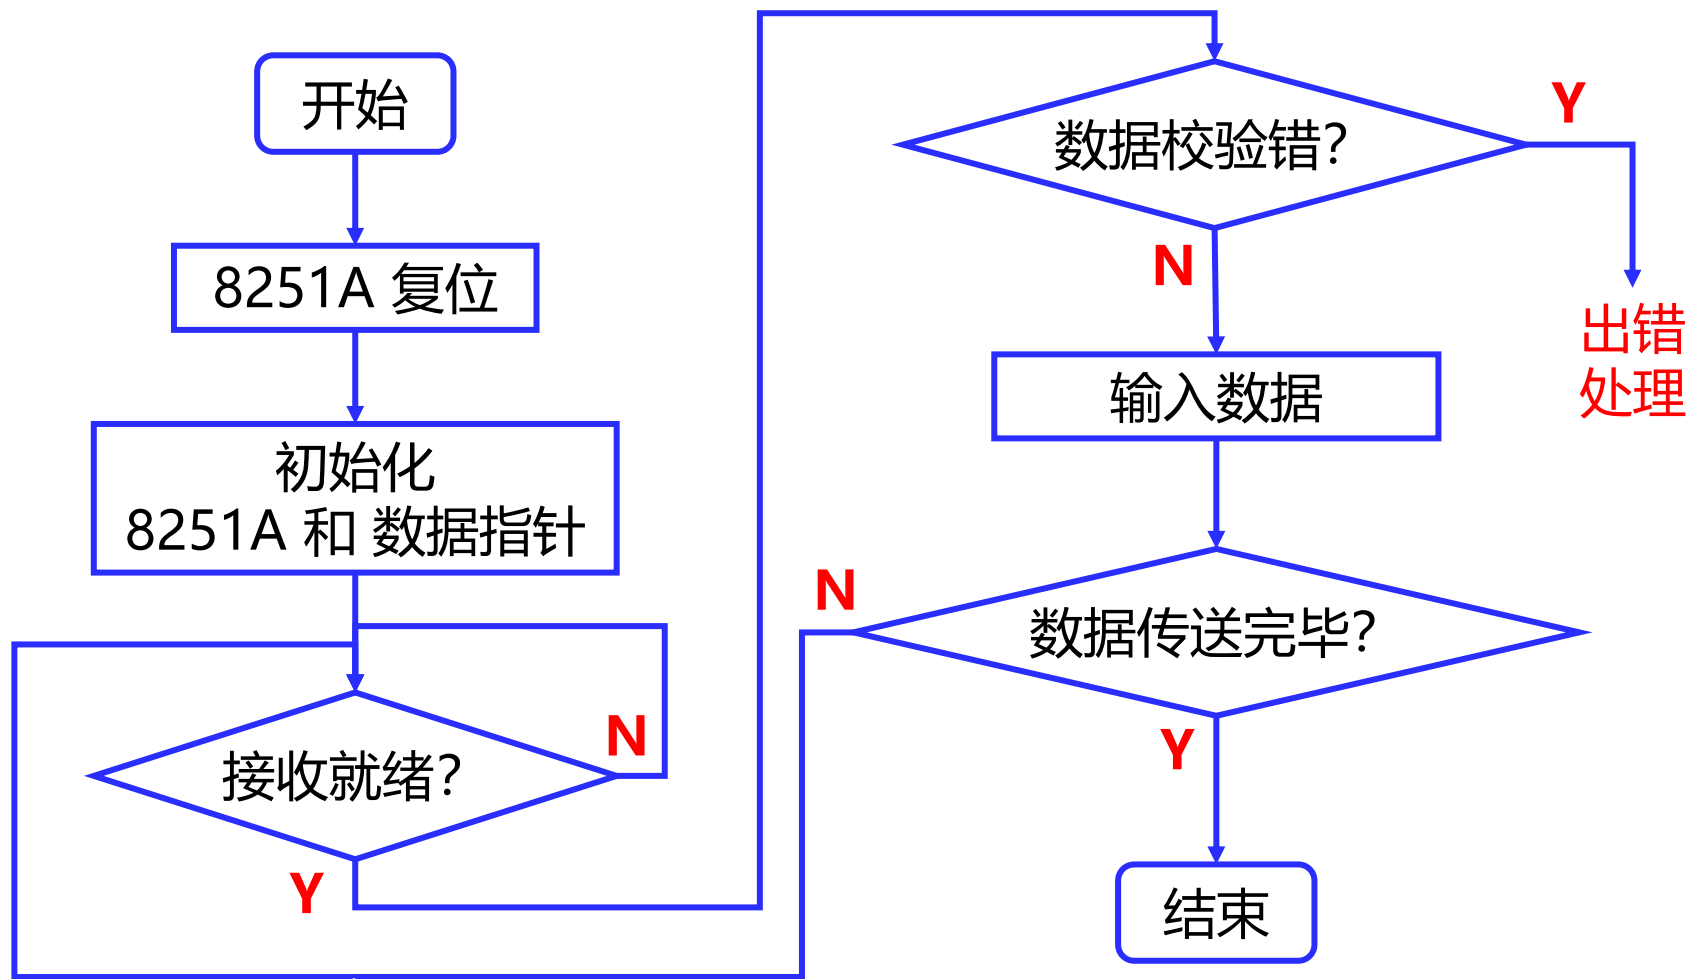 开始
8251A 复位
初始化
8251A 和 数据指针
接收就绪？
N
Y
数据校验错？
Y
N
出错
处理
输入数据
数据传送完毕？
N
Y
结束